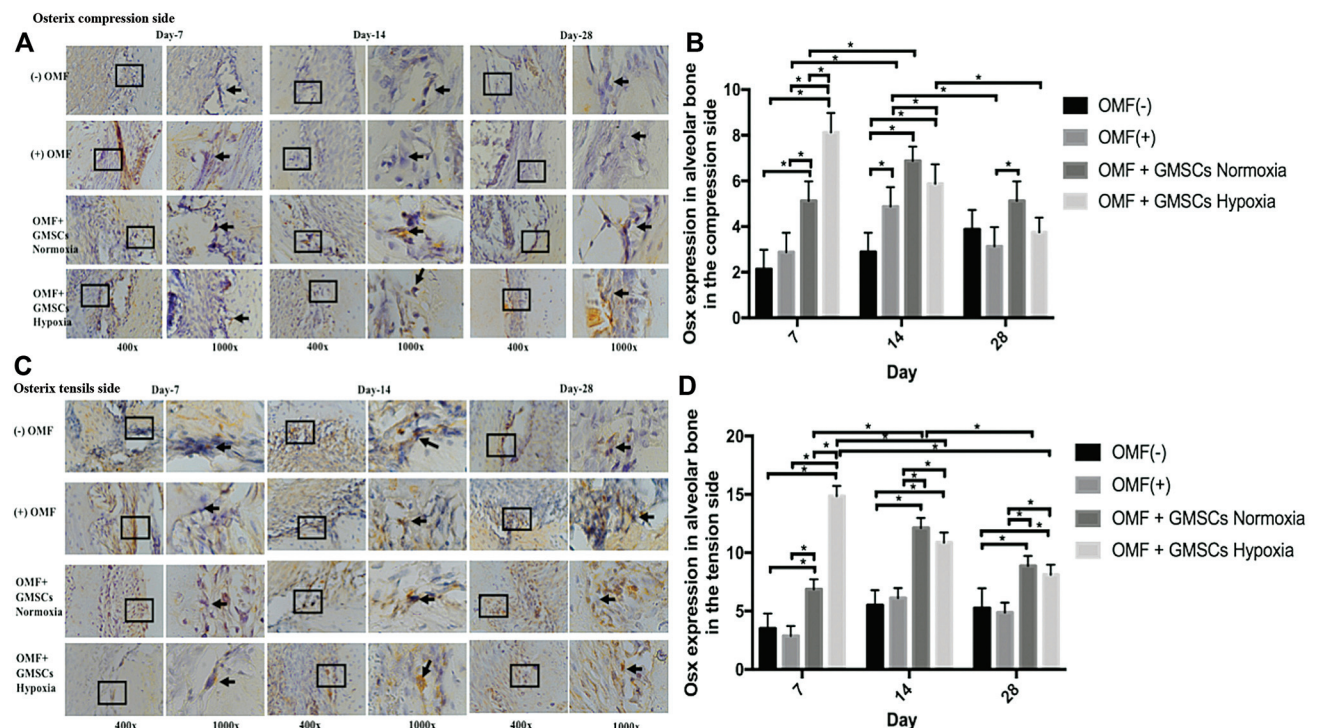 Osterix compression side
A
Day-7 Day-14 Day-28
(-) OMF
(+) OMF
OMF+
GMSCs
Normoxia
OMF+
GMSCs
Hypoxia
400x 1000x 400x 1000x 400x 1000x
B
Osx expression in alveolar bone
in the compression side
10
8
6
4
2
0
* * * * * * * * * * * * * * *
7 14 28
Day
OMF(-)
OMF(+)
OMF + GMSCs Normoxia
OMF + GMSCs Hypoxia
C
Osterix tensils side
Day-7 Day-14 Day-28
(-) OMF
(+) OMF
OMF+
GMSCs
Normoxia
OMF+
GMSCs
Hypoxia
400x 1000x 400x 1000x 400x 1000x
D
Osx expression in alveolar bone
in the tension side
20
15
10
5
0
* * * * * * * * * * * * * * * * *
7 14 28
Day
OMF(-)
OMF(+)
OMF + GMSCs Normoxia
OMF + GMSCs Hypoxia